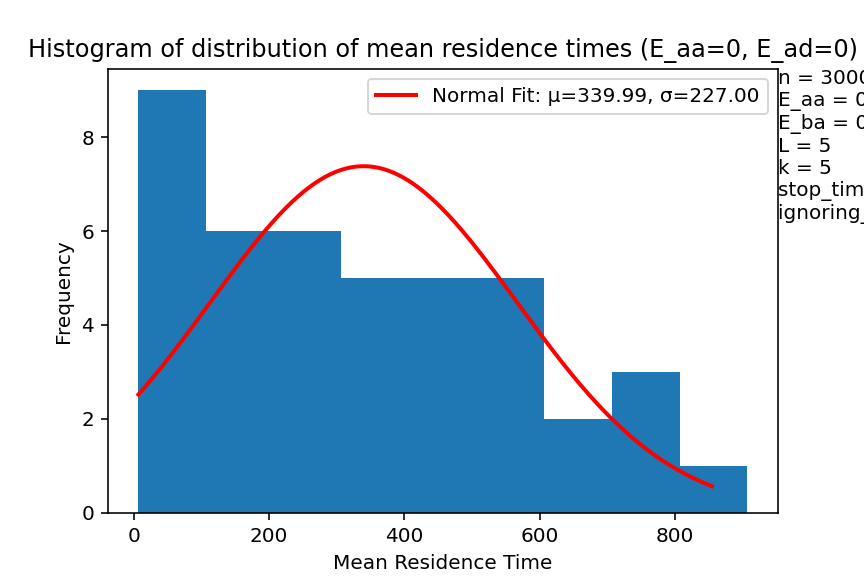 Histogram of distribution of mean residence times (E_aa=0, E_ad=0)
Normal Fit: μ=339.99, σ=227.00
n = 3000
E_aa = 0
E_ba = 0
L = 5
k = 5
stop_tim
ignoring_
Frequency
8
6
4
2
0
0 200 400 600 800
Mean Residence Time